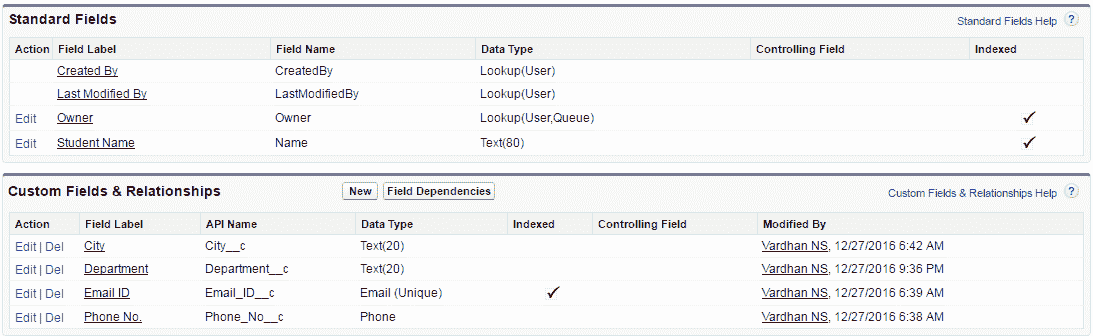 Standard Fields Standard Fields Help ?
Action Field Label Field Name Data Type Controlling Field Indexed
Created By CreatedBy Lookup(User)
Last Modified By LastModifiedBy Lookup(User)
Edit Owner Owner Lookup(User,Queue) ✓
Edit Student Name Name Text(80) ✓
Custom Fields & Relationships New Field Dependencies Custom Fields & Relationships Help ?
Action Field Label API Name Data Type Indexed Controlling Field Modified By
Edit | Del City City__c Text(20) Vardhan NS, 12/27/2016 6:42 AM
Edit | Del Department Department__c Text(20) Vardhan NS, 12/27/2016 9:36 PM
Edit | Del Email ID Email_ID__c Email (Unique) ✓ Vardhan NS, 12/27/2016 6:39 AM
Edit | Del Phone No. Phone_No__c Phone Vardhan NS, 12/27/2016 6:38 AM